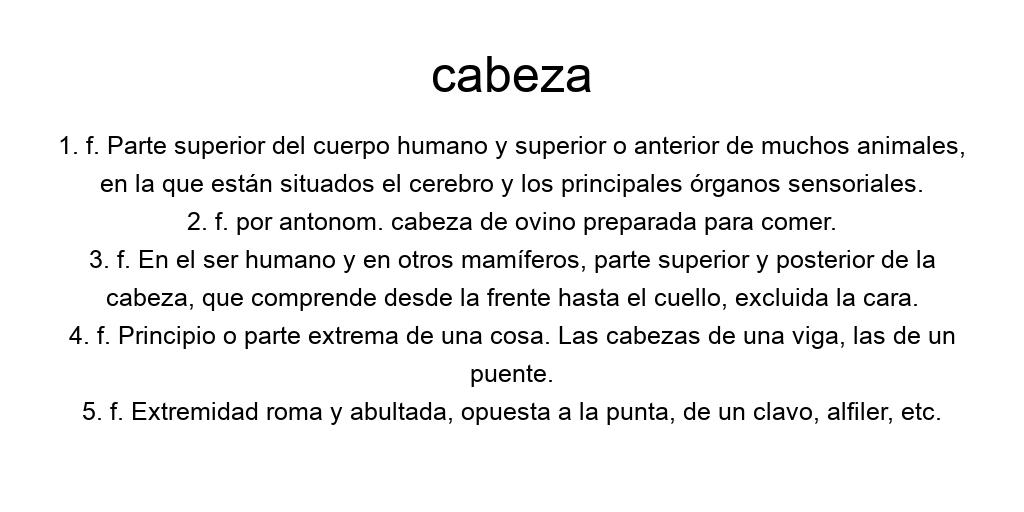 cabeza
1. f. Parte superior del cuerpo humano y superior o anterior de muchos animales,
en la que están situados el cerebro y los principales órganos sensoriales.
2. f. por antonom. cabeza de ovino preparada para comer.
3. f. En el ser humano y en otros mamíferos, parte superior y posterior de la
cabeza, que comprende desde la frente hasta el cuello, excluida la cara.
4. f. Principio o parte extrema de una cosa. Las cabezas de una viga, las de un
puente.
5. f. Extremidad roma y abultada, opuesta a la punta, de un clavo, alfiler, etc.